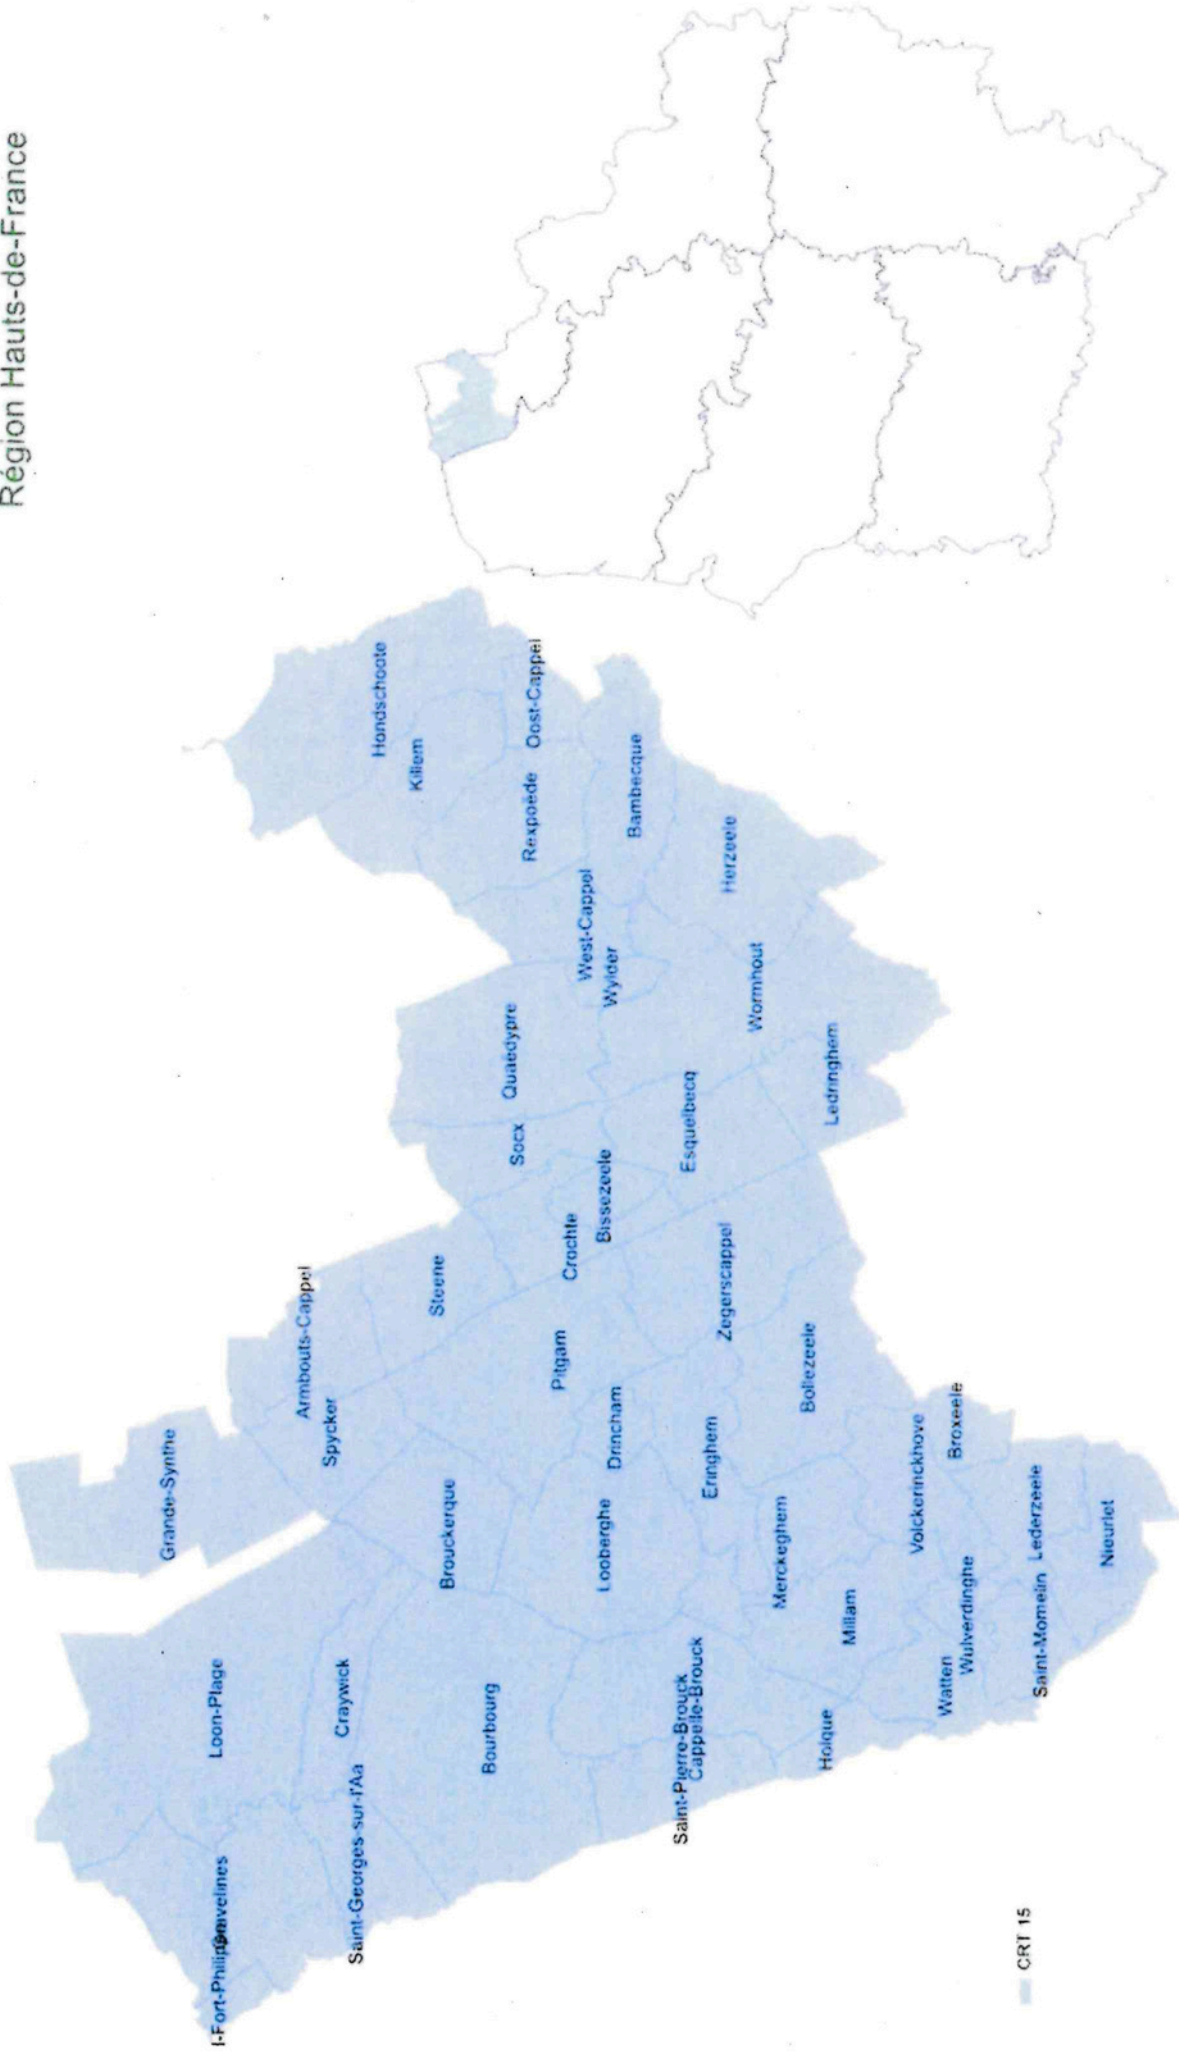 Région Hauts-de-France
Grande-Synthe
Loon-Plage
l-Fort-Philippe
Gravelines
Armbouts-Cappel
Spycker
Craywick
Saint-Georges-sur-l'Aa
Hondschoote
Killem
Steene
Brouckerque
Bourbourg
Quaëdypre
Socx
Rexpoëde
Oost-Cappel
Pitgam
Crochte
West-Cappel
Bissezeele
Looberghe
Wylder
Drincham
Bambecque
Saint-Pierre-Brouck
Esquelbecq
Cappelle-Brouck
Eringhem
Zegerscappel
Herzeele
Wormhout
Merckeghem
Bollezeele
Holque
Ledringhem
Millam
Volckerinckhove
Watten
Broxeele
Wulverdinghe
Saint-Momelin
Lederzeele
Nieurlet
CRT 15